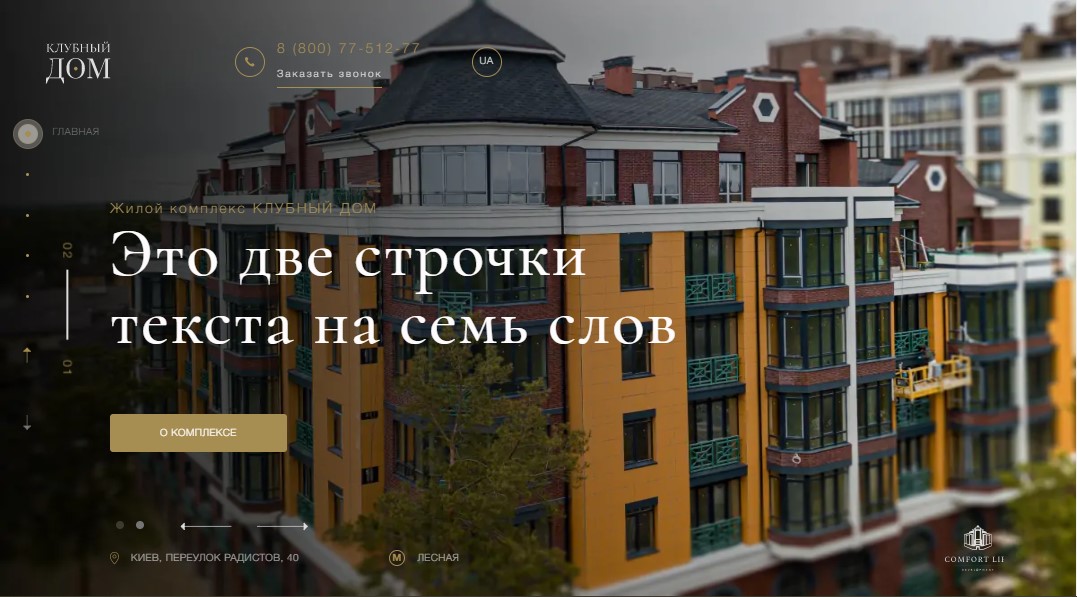 КЛУБНЫЙ
ДОМ
8 (800) 77-512-77
Заказать звонок
UA
ГЛАВНАЯ
Жилой комплекс КЛУБНЫЙ ДОМ
Это две строчки
текста на семь слов
02
01
О КОМПЛЕКСЕ
КИЕВ, ПЕРЕУЛОК РАДИСТОВ, 40
М ЛЕСНАЯ
COMFORT LIF